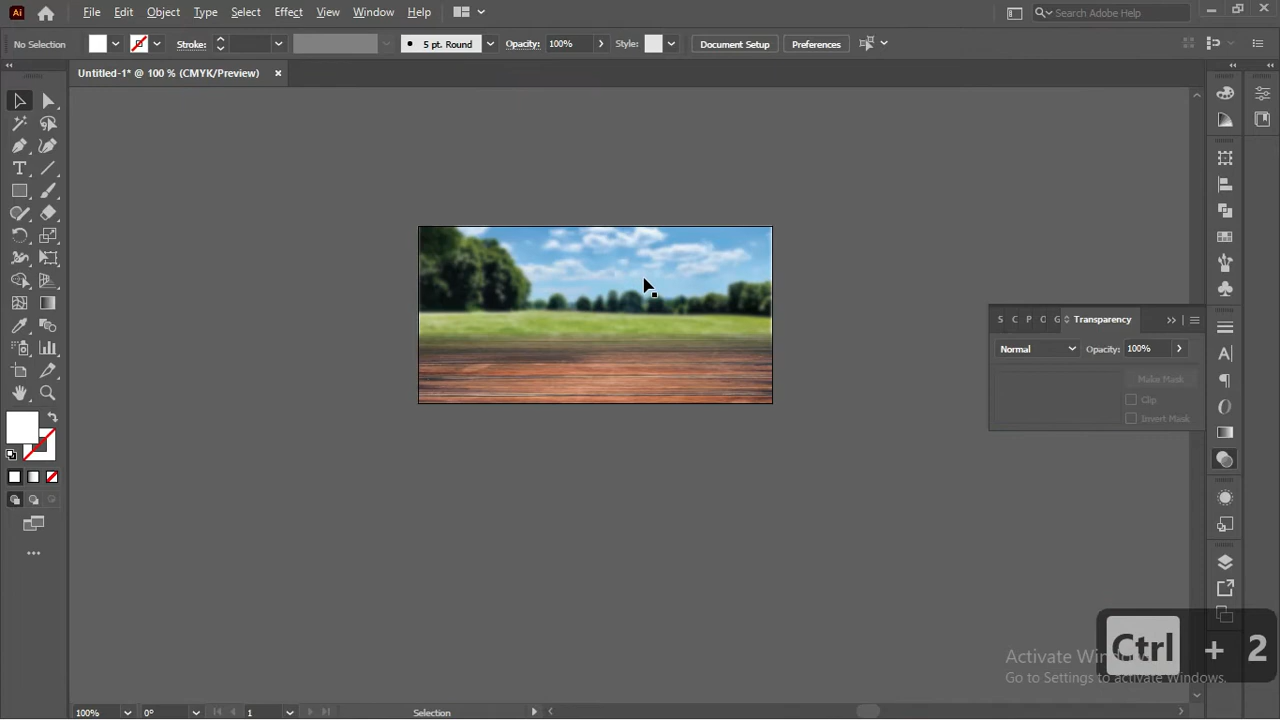 Ai File Edit Object Type Select Effect View Window Help Search Adobe Help
No Selection Stroke: 5 pt. Round Opacity: 100% Style: Document Setup Preferences
Untitled-1* @ 100 % (CMYK/Preview)
S C P O G Transparency
Normal Opacity: 100%
Make Mask
Clip
Invert Mask
Ctrl + 2
Activate Windows
Go to Settings to activate Windows.
100% 0° 1 Selection